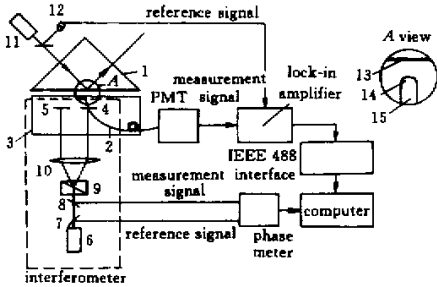 12 reference signal
11
A view
1
A
measurement signal
lock-in amplifier
13
14
15
PMT
5
4
3
2
IEEE 488 interface
10
measurement signal
9
8
computer
7
reference signal
phase meter
6
interferometer